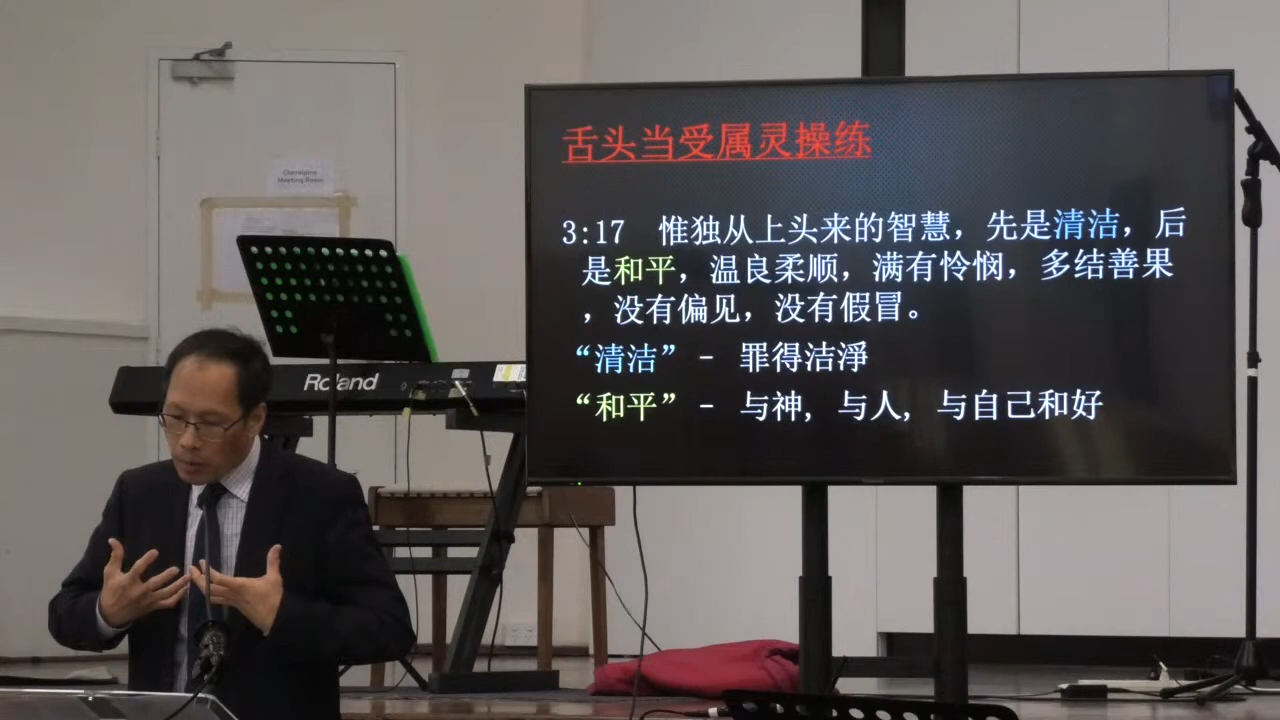 舌头当受属灵操练
3:17 惟独从上头来的智慧，先是清洁，后
是和平，温良柔顺，满有怜悯，多结善果
，没有偏见，没有假冒。
“清洁” – 罪得洁淨
“和平” – 与神, 与人, 与自己和好
Roland
Meeting Room